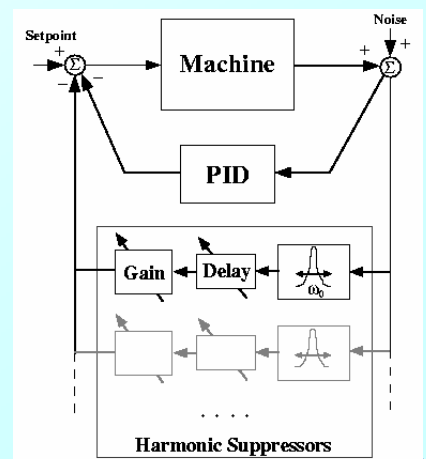 Noise
Setpoint
+
+
+
Σ
Machine
Σ
−
−
PID
Gain
Delay
ω₀
. . . .
Harmonic Suppressors